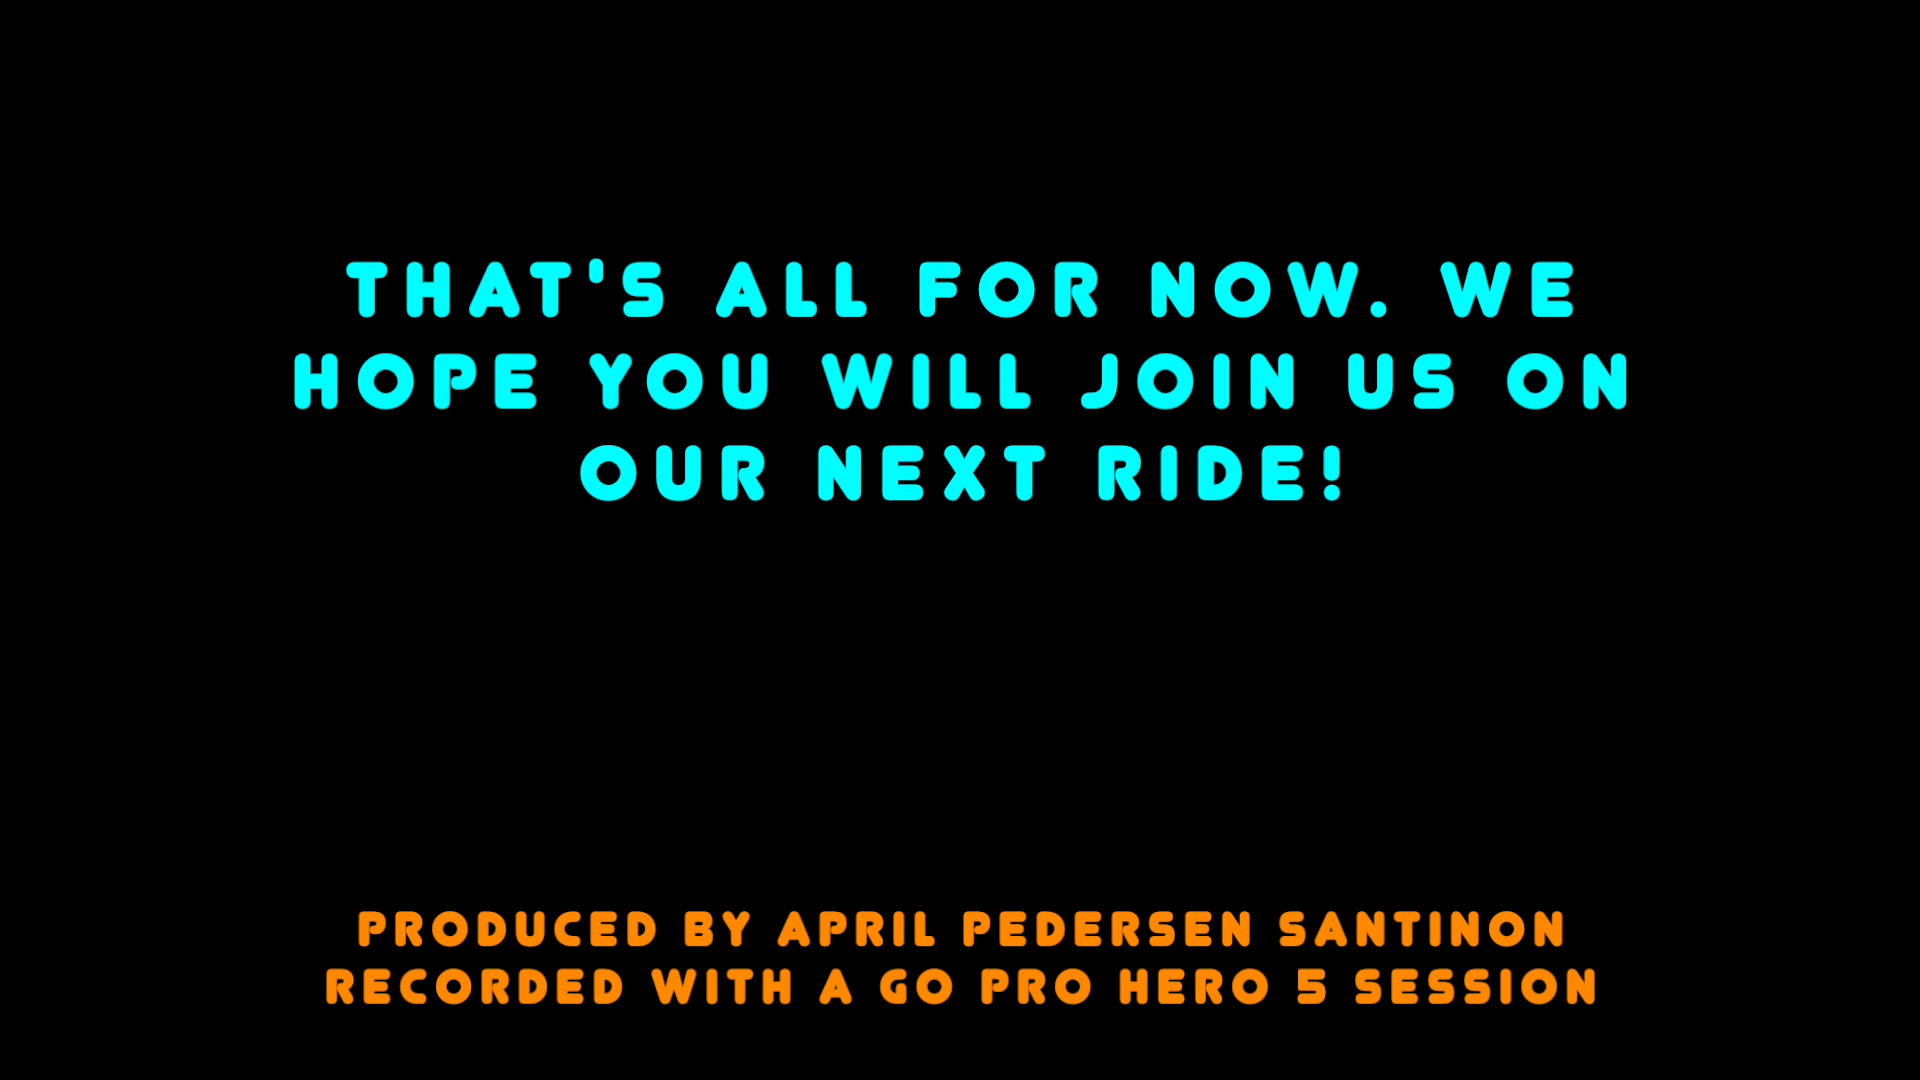 THAT'S ALL FOR NOW. WE
HOPE YOU WILL JOIN US ON
OUR NEXT RIDE!
PRODUCED BY APRIL PEDERSEN SANTINON
RECORDED WITH A GO PRO HERO 5 SESSION